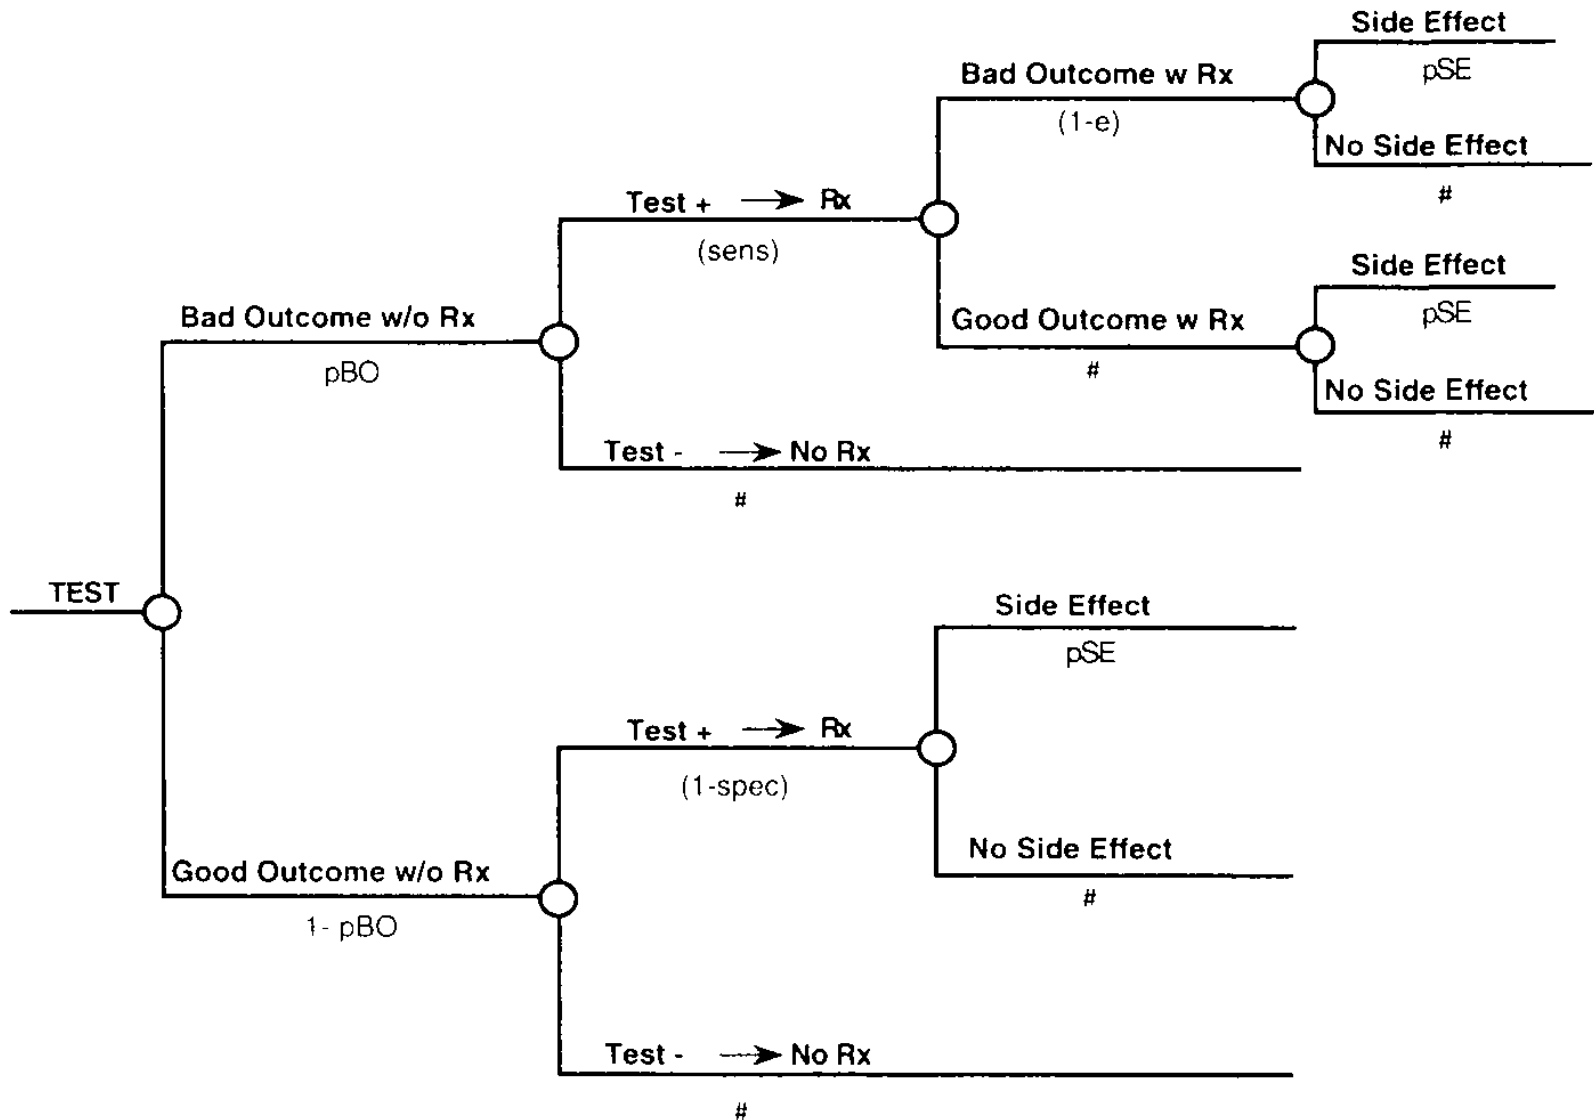 Side Effect
pSE
Bad Outcome w Rx
(1-e)
No Side Effect
#
Test + → Rx
(sens)
Side Effect
pSE
Good Outcome w Rx
#
No Side Effect
#
Bad Outcome w/o Rx
pBO
Test - → No Rx
#
TEST
Side Effect
pSE
Test + → Rx
(1-spec)
No Side Effect
#
Good Outcome w/o Rx
1- pBO
Test - → No Rx
#